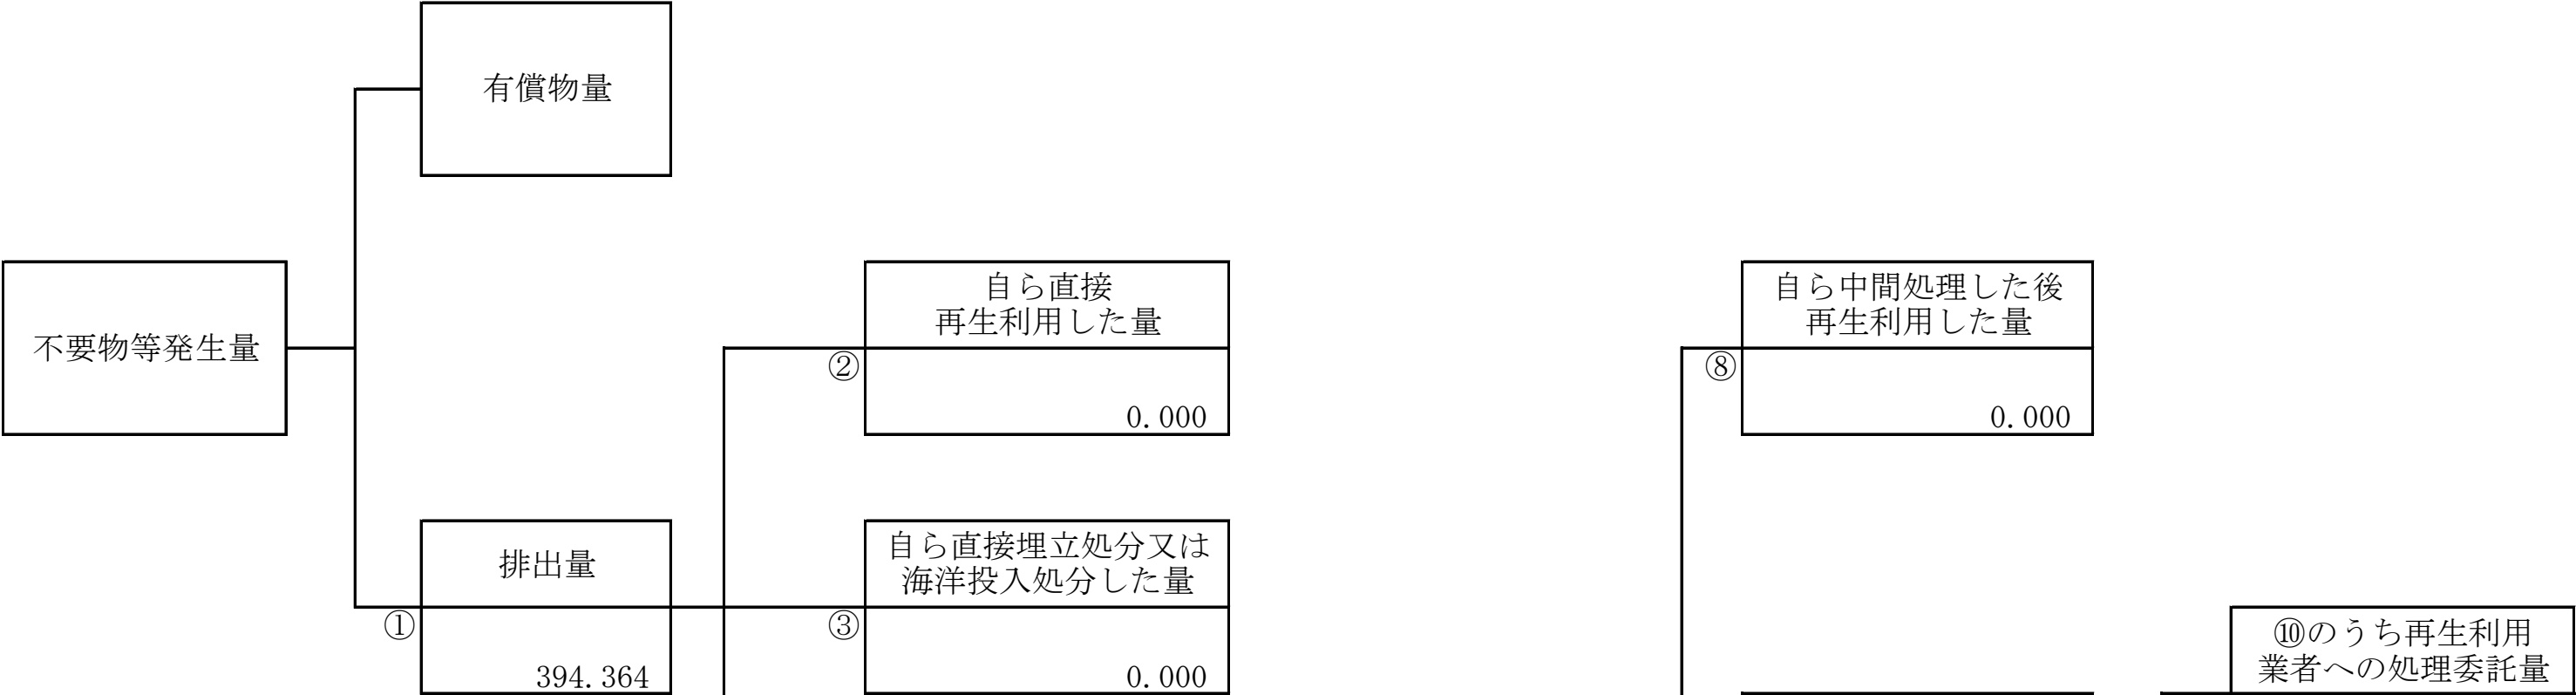 有償物量
不要物等発生量
自ら直接
再生利用した量
②
0.000
自ら中間処理した後
再生利用した量
⑧
0.000
排出量
①
394.364
自ら直接埋立処分又は
海洋投入処分した量
③
0.000
⑩のうち再生利用
業者への処理委託量